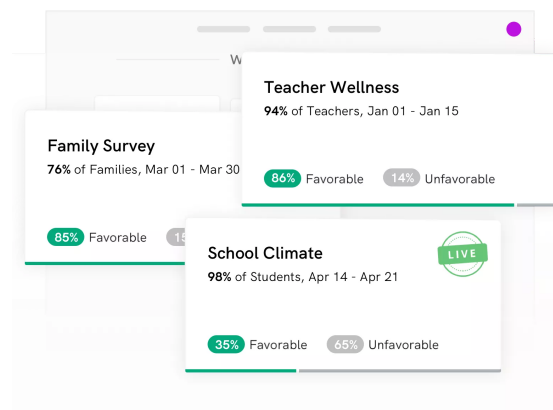 Teacher Wellness
94% of Teachers, Jan 01 - Jan 15
86% Favorable 14% Unfavorable
Family Survey
76% of Families, Mar 01 - Mar 30
85% Favorable
School Climate
LIVE
98% of Students, Apr 14 - Apr 21
35% Favorable 65% Unfavorable